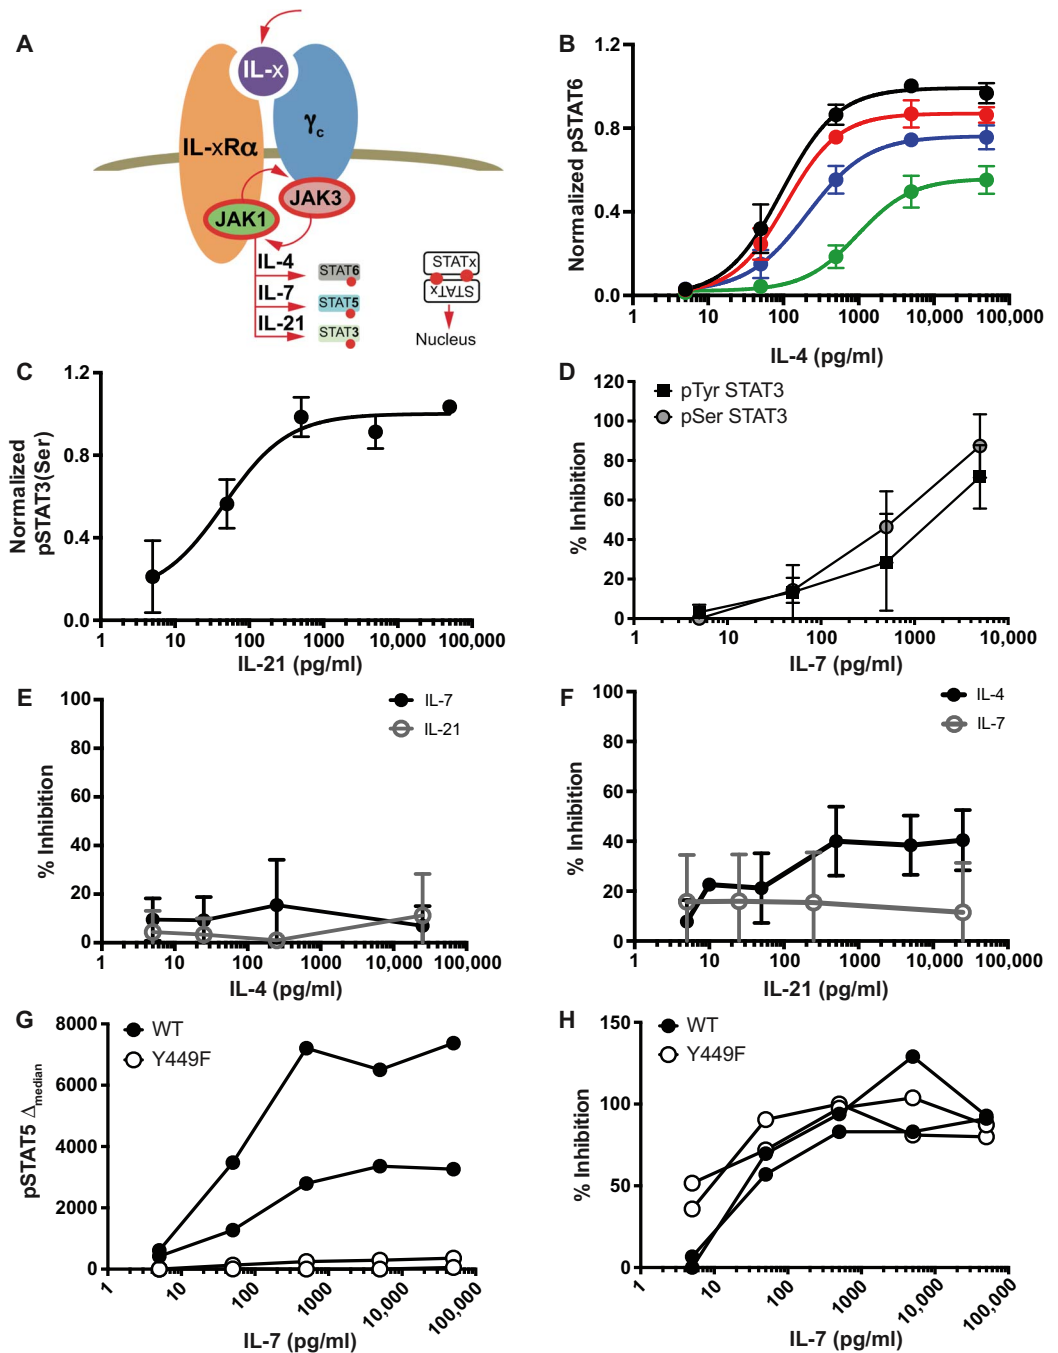 A
IL-x
γc
IL-xRα
JAK3
JAK1
IL-4
STAT6
IL-7
STAT5
IL-21
STAT3
STATx
STATx
Nucleus
B
Normalized pSTAT6
1.2
0.8
0.4
0.0
1
10
100
1000
10,000
100,000
IL-4 (pg/ml)
C
Normalized
pSTAT3(Ser)
1.2
0.8
0.4
0.0
1
10
100
1000
10,000
100,000
IL-21 (pg/ml)
D
pTyr STAT3
pSer STAT3
% Inhibition
120
100
80
60
40
20
0
1
10
100
1000
10,000
IL-7 (pg/ml)
E
IL-7
IL-21
% Inhibition
100
80
60
40
20
0
1
10
100
1000
10,000
100,000
IL-4 (pg/ml)
F
IL-4
IL-7
% Inhibition
100
80
60
40
20
0
1
10
100
1000
10,000
100,000
IL-21 (pg/ml)
G
WT
Y449F
pSTAT5 Δmedian
8000
6000
4000
2000
0
1
10
100
1000
10,000
100,000
IL-7 (pg/ml)
H
WT
Y449F
% Inhibition
150
100
50
0
1
10
100
1000
10,000
100,000
IL-7 (pg/ml)